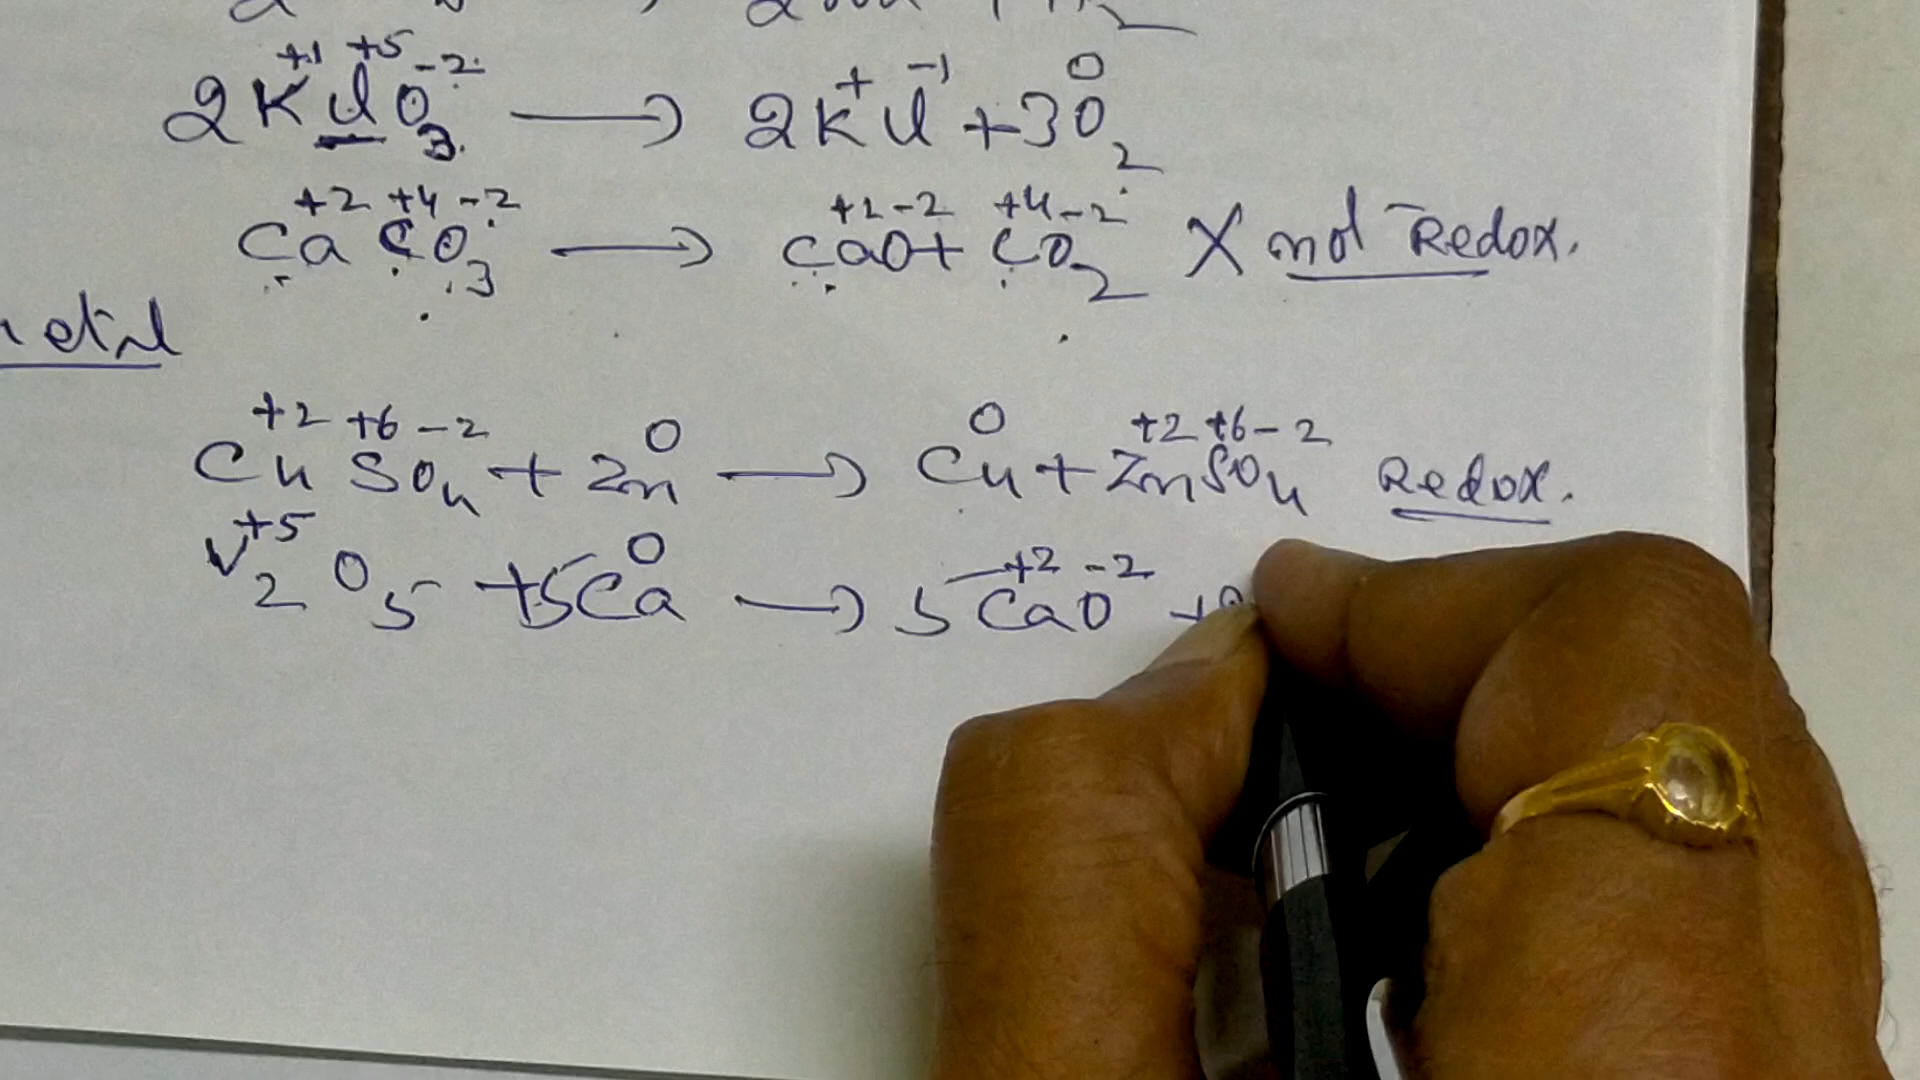 +1 +5 -2
2KClO3 → 2K+Cl-1 + 3O2 0
+2 +4 -2 +2 -2 +4 -2
CaCO3 → CaO + CO2 X not Redox.
etal
+2 +6 -2 0 0 +2 +6 -2
CuSO4 + Zn → Cu + ZnSO4 Redox.
+5 0 +2 -2
V2O5 + 5Ca → 5CaO +